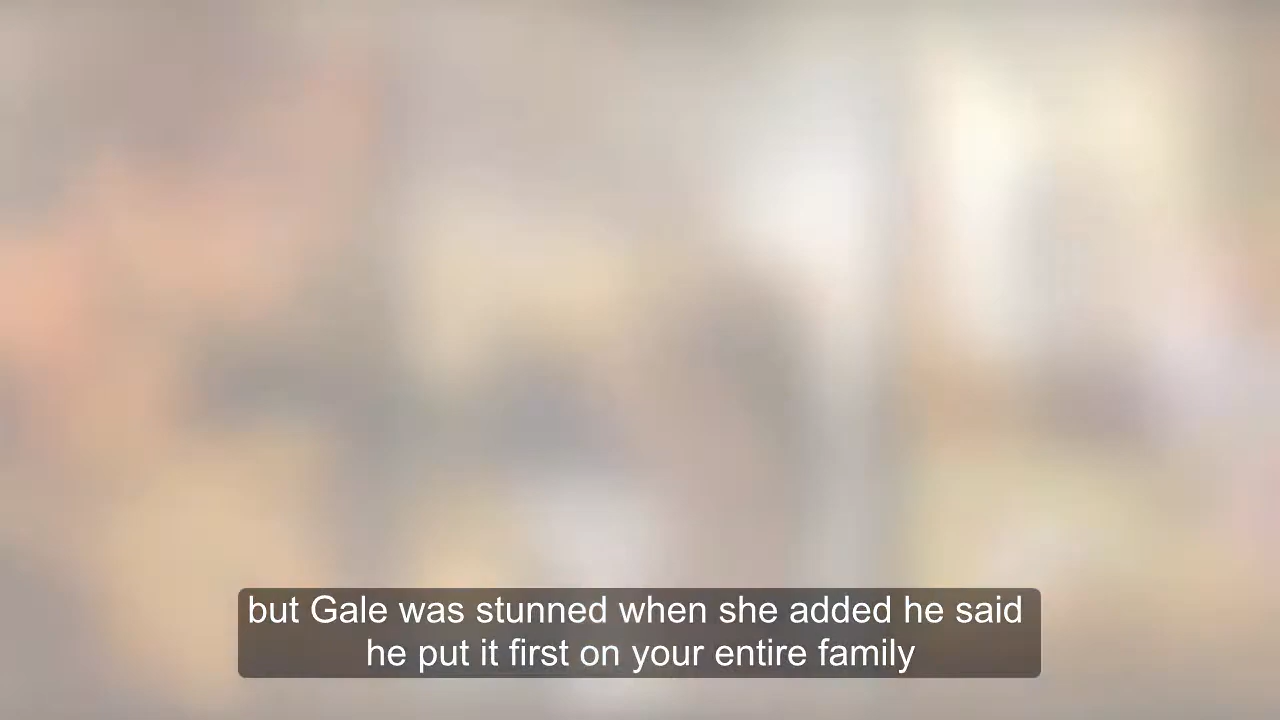 but Gale was stunned when she added he said
he put it first on your entire family